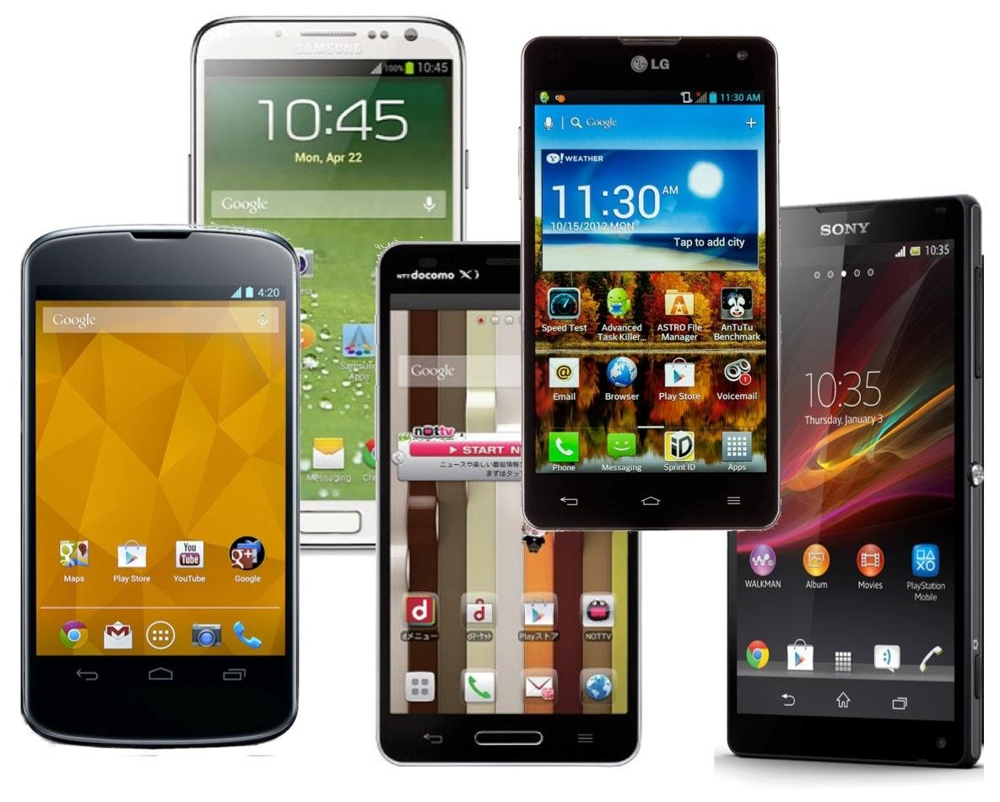 SAMSUNG
100% 10:45
10:45
Mon, Apr 22
Google
Samsung
Apps
Messaging
LG
11:30 AM
Google
Y! WEATHER
11:30 AM
10/15/2012 MON
Tap to add city
Speed Test
Advanced
Task Killer...
ASTRO File
Manager
AnTuTu
Benchmark
Email
Browser
Play Store
Voicemail
1
Phone
Messaging
Sprint ID
Apps
4:20
Google
Maps
Play Store
You
Tube
YouTube
g+
Google
NTT docomo Xi
Google
nottv
START N
ニュースや楽しい番組情報
まずはタッ
dメニュー
dマーケット
Playストア
NOTTV
SONY
10:35
10:35
Thursday, January 3
WALKMAN
Album
Movies
PlayStation
Mobile